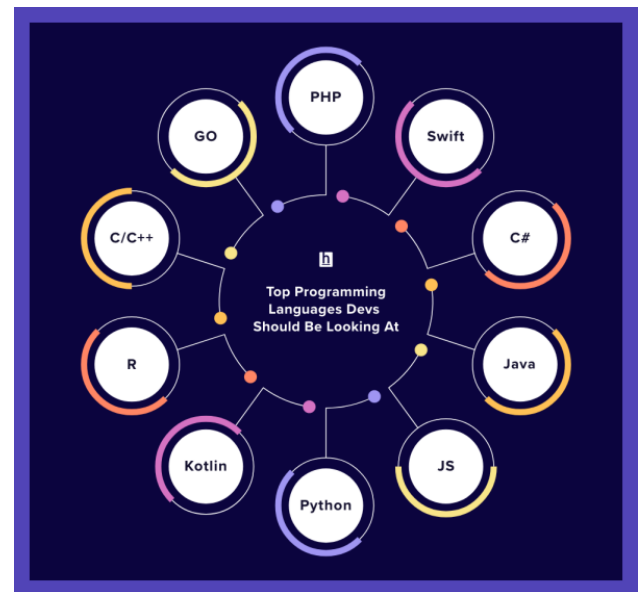 PHP
Swift
C#
Java
JS
Python
Kotlin
R
C/C++
GO
h
Top Programming
Languages Devs
Should Be Looking At